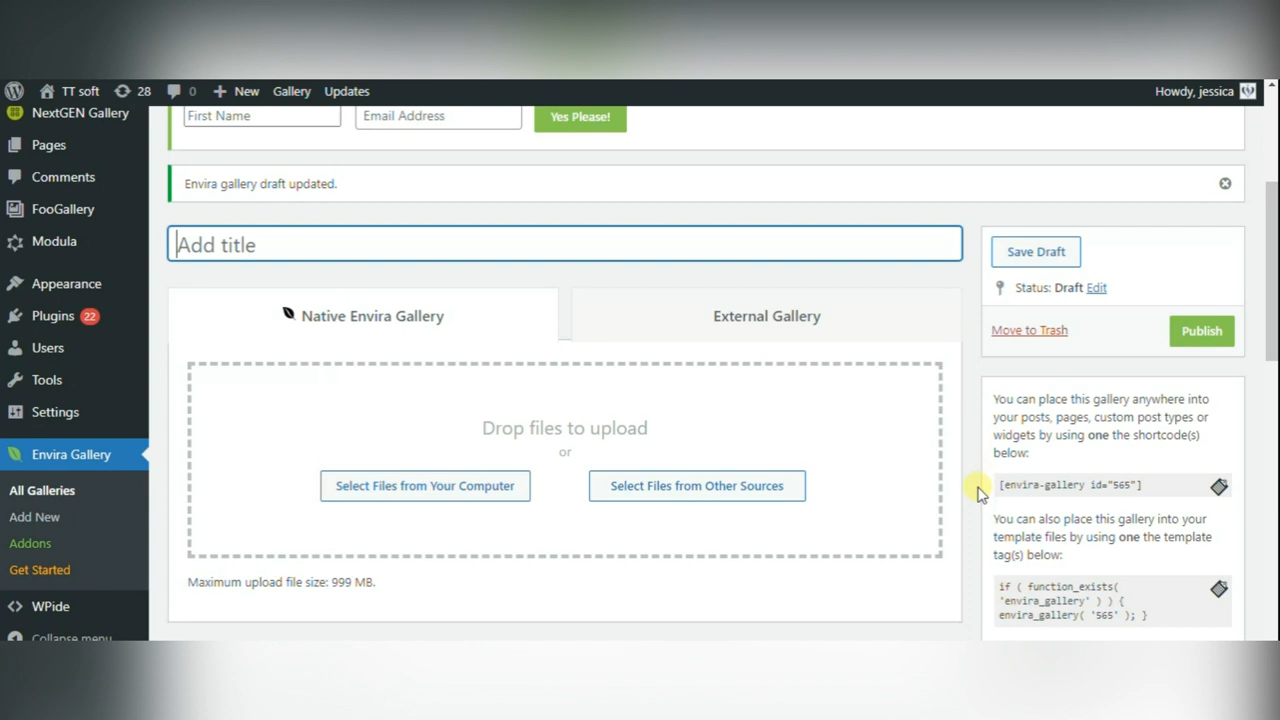 TT soft 28 0 New Gallery Updates Howdy, jessica
NextGEN Gallery
Pages
Comments
FooGallery
Modula
Appearance
Plugins 22
Users
Tools
Settings
Envira Gallery
All Galleries
Add New
Addons
Get Started
WPide
Collapse menu
First Name Email Address Yes Please!
Envira gallery draft updated.
Add title
Native Envira Gallery External Gallery
Drop files to upload
or
Select Files from Your Computer Select Files from Other Sources
Maximum upload file size: 999 MB.
Save Draft
Status: Draft Edit
Move to Trash Publish
You can place this gallery anywhere into
your posts, pages, custom post types or
widgets by using one the shortcode(s)
below:
[envira-gallery id="565"]
You can also place this gallery into your
template files by using one the template
tag(s) below:
if ( function_exists(
'envira_gallery' ) ) {
envira_gallery( '565' ); }